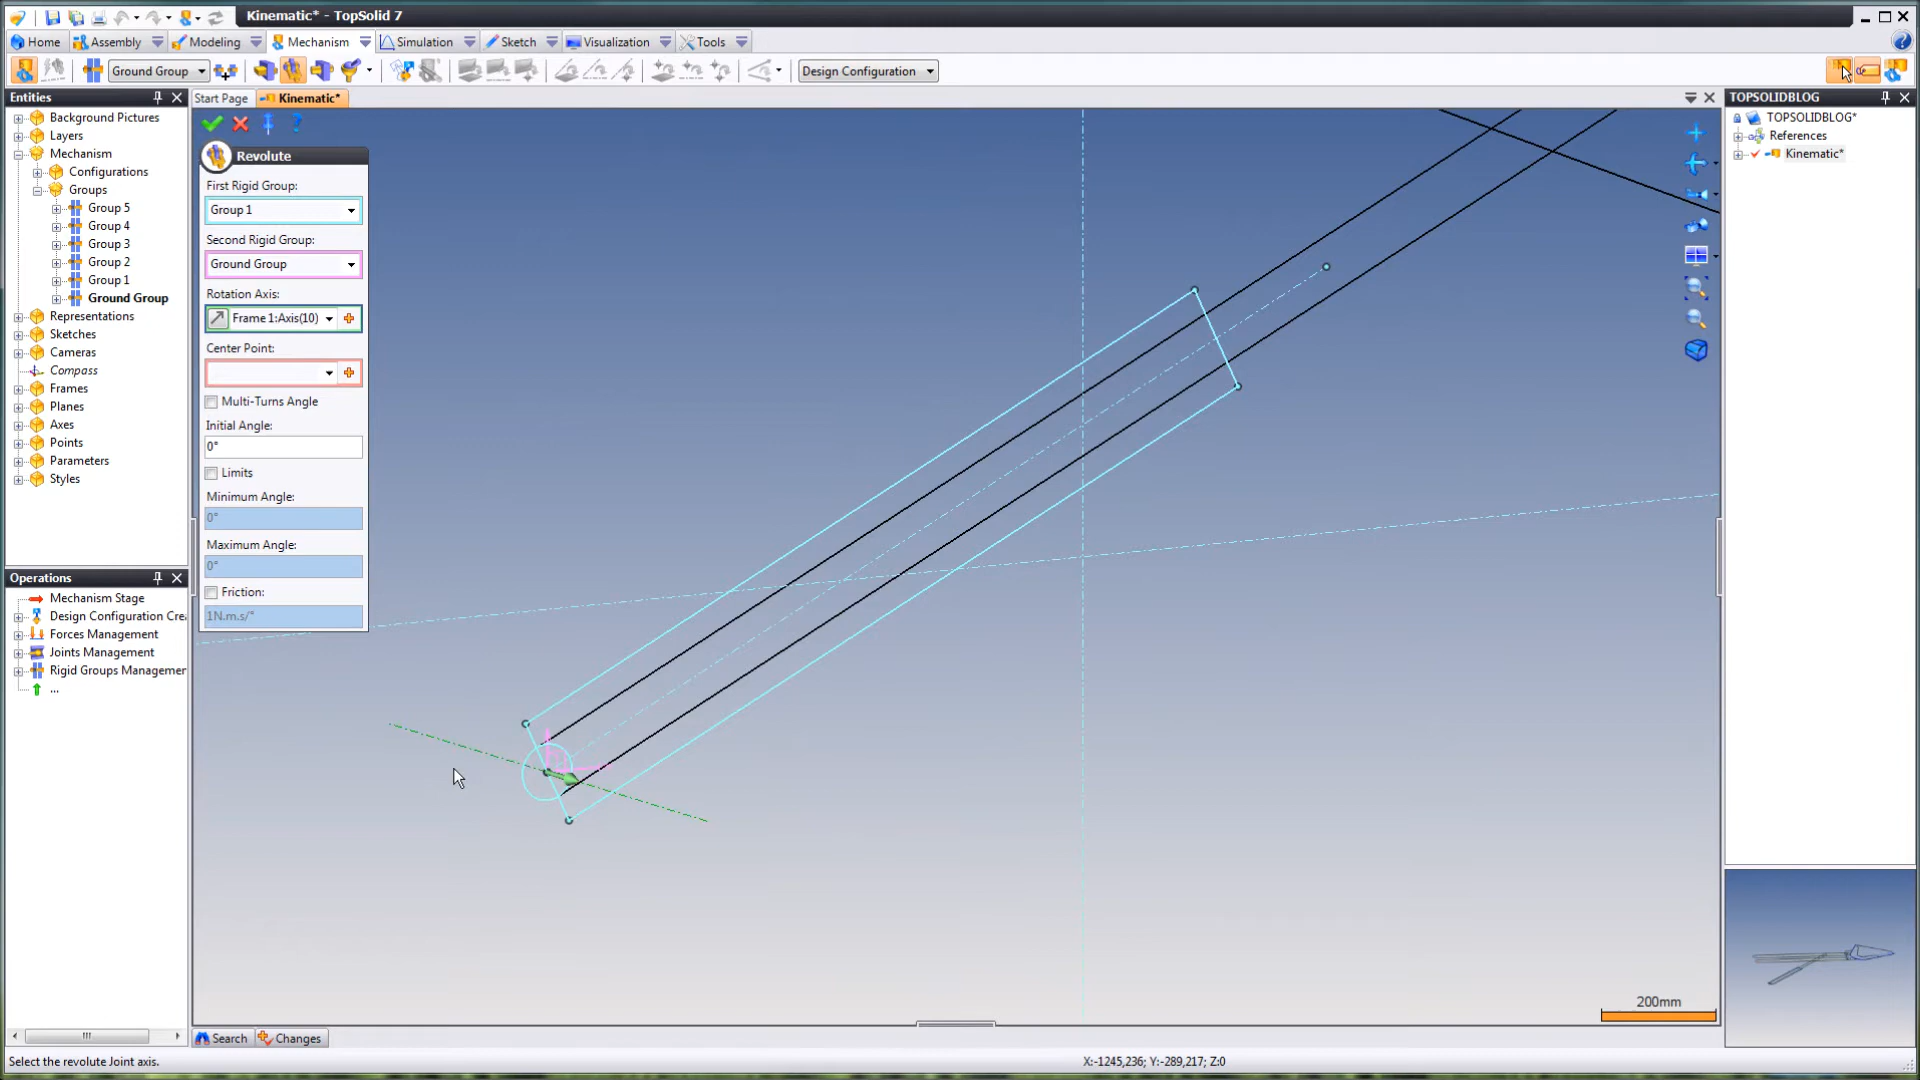 Kinematic* - TopSolid 7
Home Assembly Modeling Mechanism Simulation Sketch Visualization Tools
Ground Group Design Configuration
Entities
Background Pictures
Layers
Mechanism
Configurations
Groups
Group 5
Group 4
Group 3
Group 2
Group 1
Ground Group
Representations
Sketches
Cameras
Compass
Frames
Planes
Axes
Points
Parameters
Styles
Operations
Mechanism Stage
Design Configuration Cre
Forces Management
Joints Management
Rigid Groups Managemer
...
Start Page Kinematic*
Revolute
First Rigid Group:
Group 1
Second Rigid Group:
Ground Group
Rotation Axis:
Frame 1:Axis(10)
Center Point:
Multi-Turns Angle
Initial Angle:
0°
Limits
Minimum Angle:
0°
Maximum Angle:
0°
Friction:
1N.m.s/°
200mm
TOPSOLIDBLOG
TOPSOLIDBLOG*
References
Kinematic*
Search Changes
Select the revolute Joint axis.
X:-1245,236; Y:-289,217; Z:0